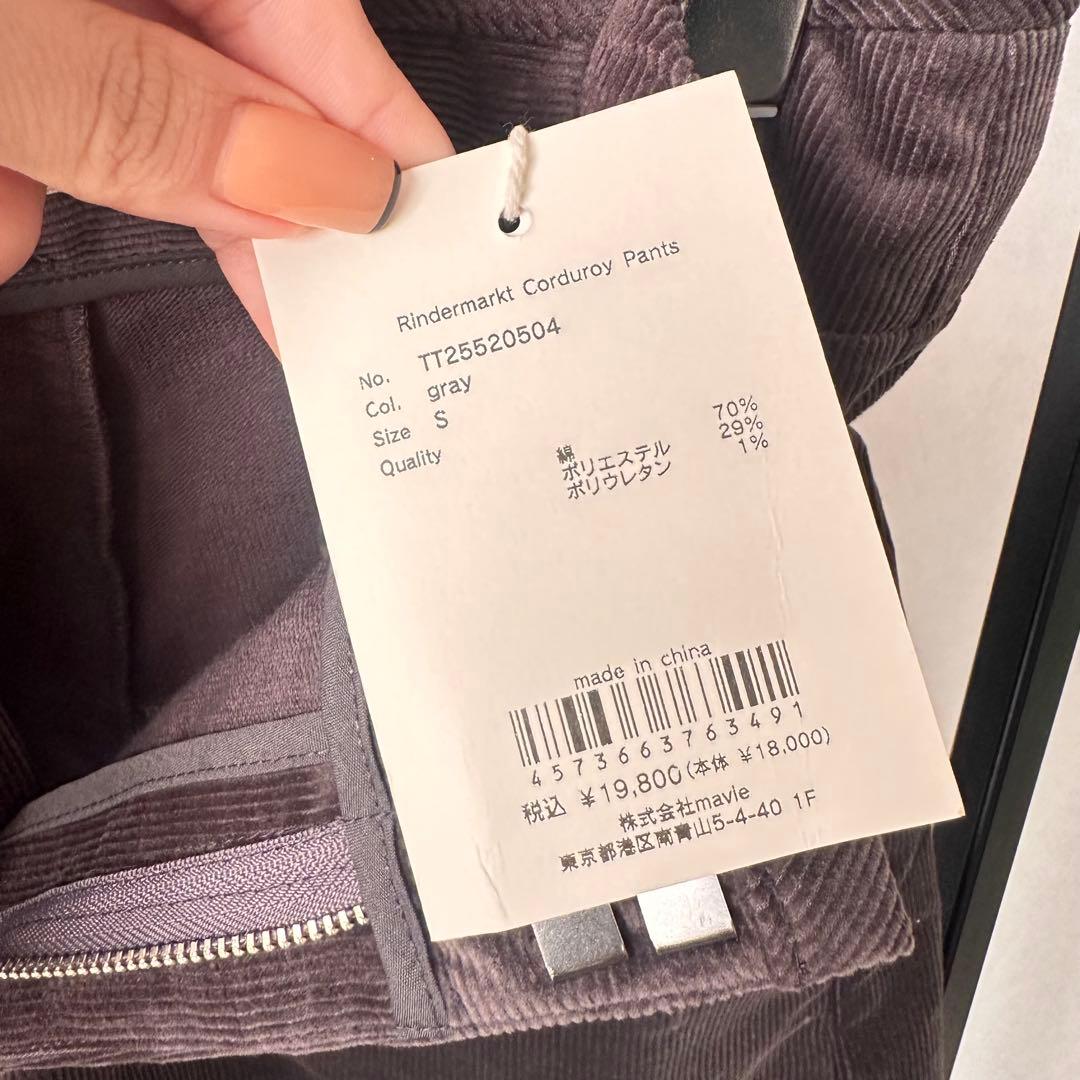 Rindermarkt Corduroy Pants
No. TT25520504
Col. gray
Size S
Quality 綿 70%
ポリエステル 29%
ポリウレタン 1%
made in china
4573663763491
税込 ¥19,800(本体 ¥18,000)
株式会社mavie
東京都港区南青山5-4-40 1F